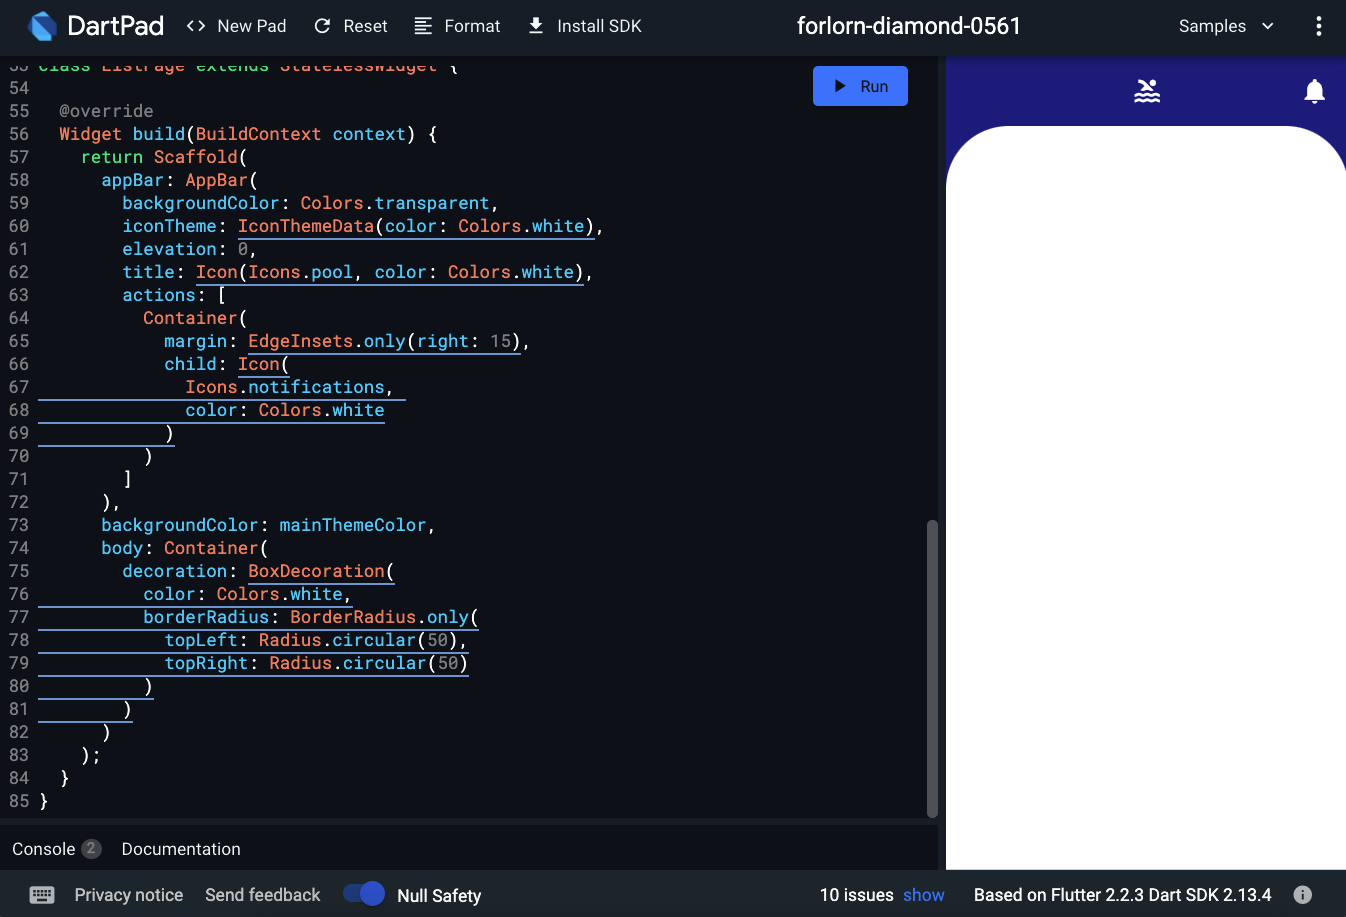 DartPad
<> New Pad
Reset
Format
Install SDK
forlorn-diamond-0561
Samples
53 class ListPage extends StatelessWidget {
54
55   @override
56   Widget build(BuildContext context) {
57     return Scaffold(
58       appBar: AppBar(
59         backgroundColor: Colors.transparent,
60         iconTheme: IconThemeData(color: Colors.white),
61         elevation: 0,
62         title: Icon(Icons.pool, color: Colors.white),
63         actions: [
64           Container(
65             margin: EdgeInsets.only(right: 15),
66             child: Icon(
67               Icons.notifications,
68               color: Colors.white
69             )
70           )
71         ]
72       ),
73       backgroundColor: mainThemeColor,
74       body: Container(
75         decoration: BoxDecoration(
76           color: Colors.white,
77           borderRadius: BorderRadius.only(
78             topLeft: Radius.circular(50),
79             topRight: Radius.circular(50)
80           )
81         )
82       )
83     );
84   }
85 }
Run
Console 2 Documentation
Privacy notice Send feedback Null Safety 10 issues show Based on Flutter 2.2.3 Dart SDK 2.13.4